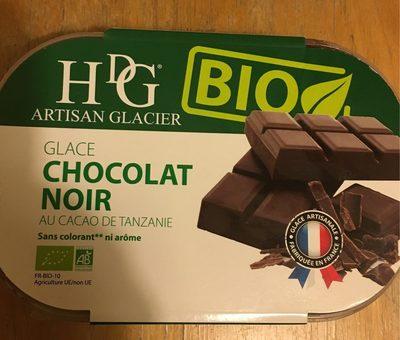 HDG®
ARTISAN GLACIER
BIO
GLACE
CHOCOLAT
NOIR
AU CACAO DE TANZANIE
Sans colorant** ni arôme
AB
FR-BIO-10
Agriculture UE/non UE
GLACE ARTISANALE
FABRIQUÉE EN FRANCE